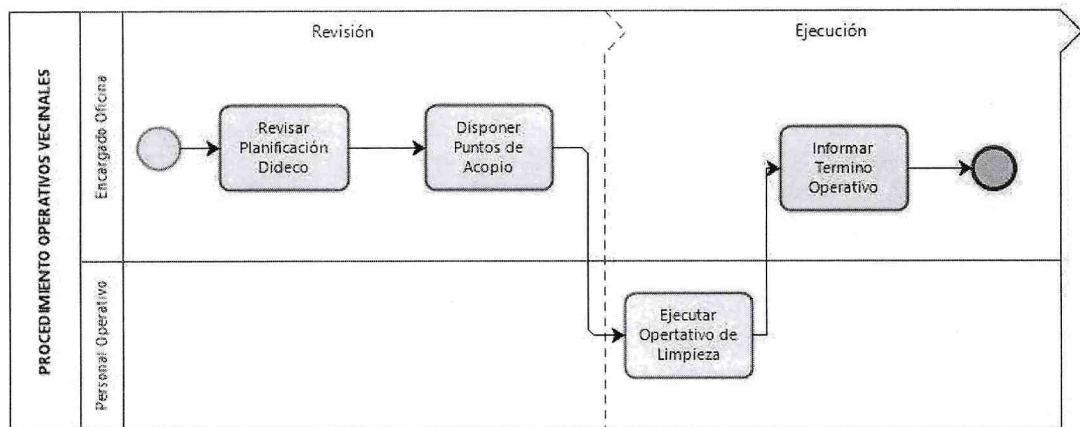 PROCEDIMIENTO OPERATIVOS VECINALES
Revisión
Ejecución
Encargado Oficina
Revisar
Planificación
Dideco
Disponer
Puntos de
Acopio
Informar
Termino
Operativo
Personal Operativo
Ejecutar
Opertativo de
Limpieza